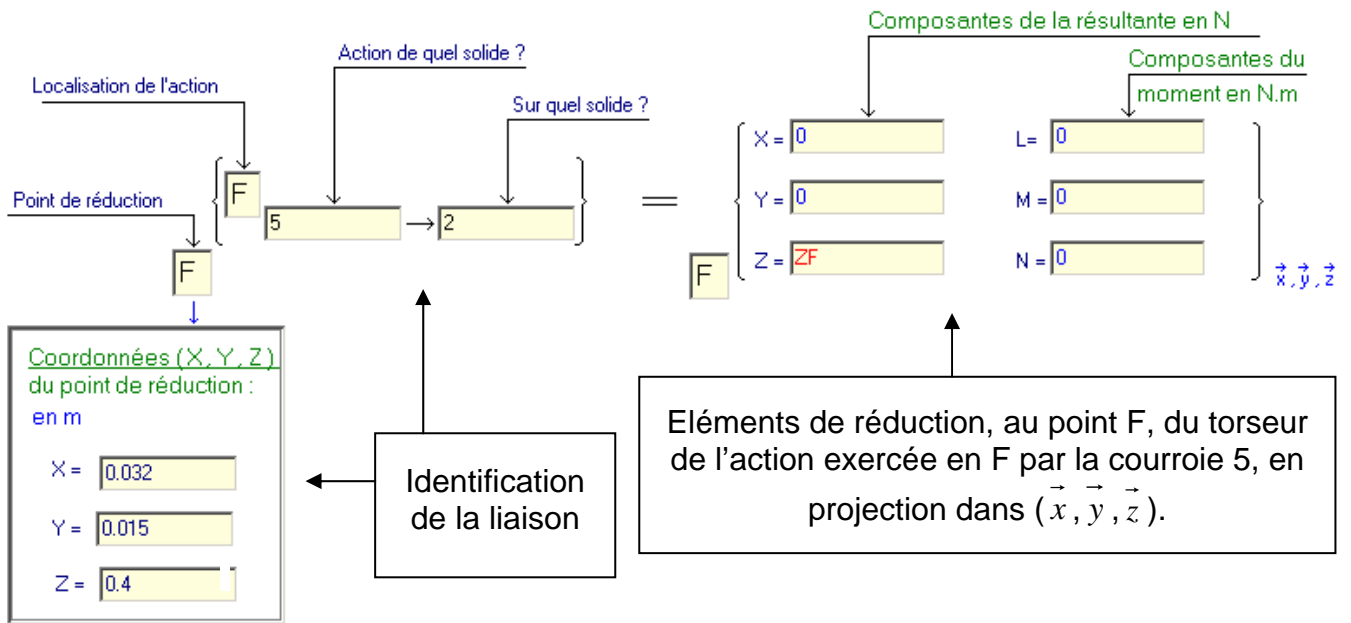 Composantes de la résultante en N
Action de quel solide ?
Composantes du
moment en N.m
Localisation de l'action
Sur quel solide ?
X = 0
L= 0
Point de réduction
F
5 → 2
=
Y = 0
M = 0
F
F
Z = ZF
N = 0
x, y, z
Coordonnées (X, Y, Z)
du point de réduction :
en m
X = 0.032
Y = 0.015
Z = 0.4
Identification
de la liaison
Eléments de réduction, au point F, du torseur
de l’action exercée en F par la courroie 5, en
projection dans ( x , y , z ).